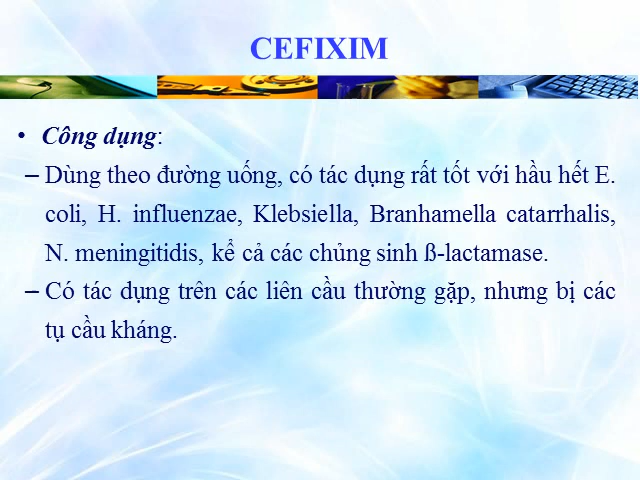 CEFIXIM
• Công dụng:
– Dùng theo đường uống, có tác dụng rất tốt với hầu hết E.
coli, H. influenzae, Klebsiella, Branhamella catarrhalis,
N. meningitidis, kể cả các chủng sinh ß-lactamase.
– Có tác dụng trên các liên cầu thường gặp, nhưng bị các
tụ cầu kháng.